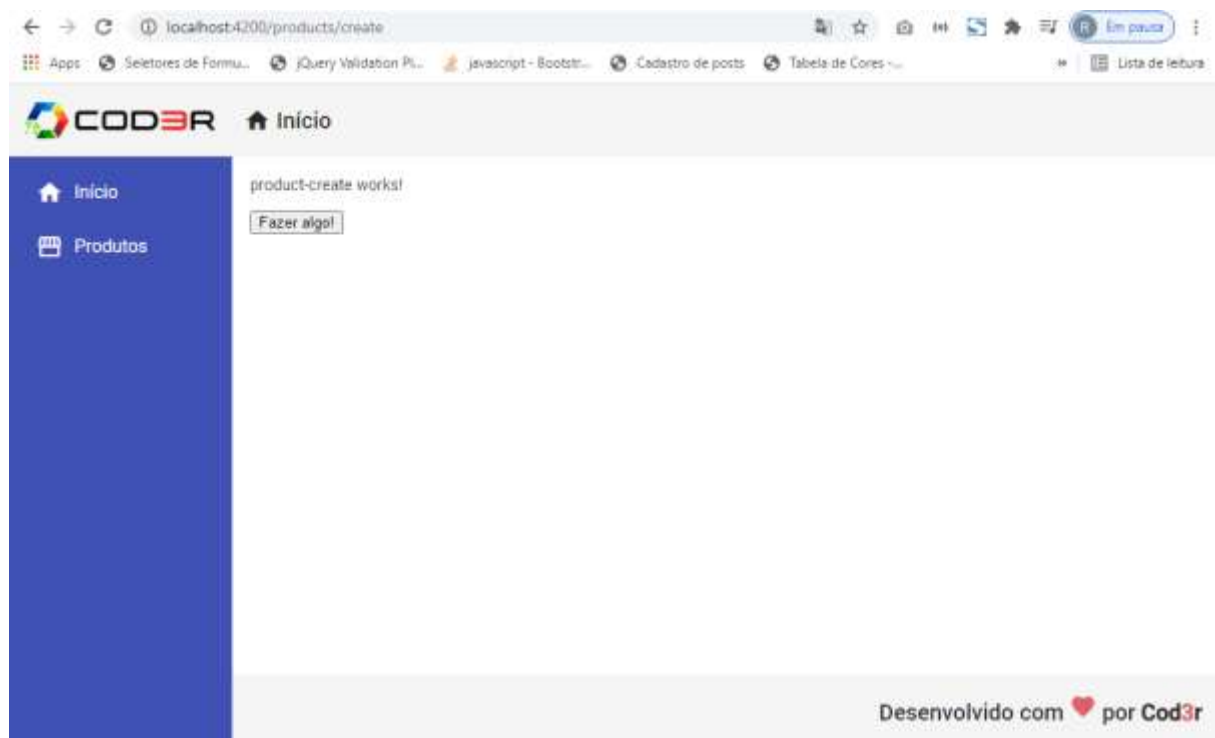 localhost:4200/products/create
Em pausa
Apps Seletores de Formu... jQuery Validation Pl... javascript - Bootstr... Cadastro de posts Tabela de Cores -... Lista de leitura
COD3R Início
Início
Produtos
product-create works!
Fazer algo!
Desenvolvido com por Cod3r